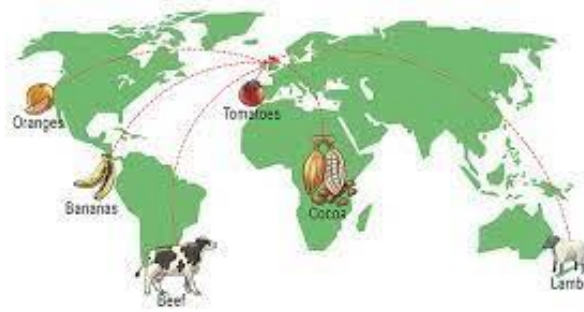 Oranges
Tomatoes
Bananas
Cocoa
Beef
Lamb